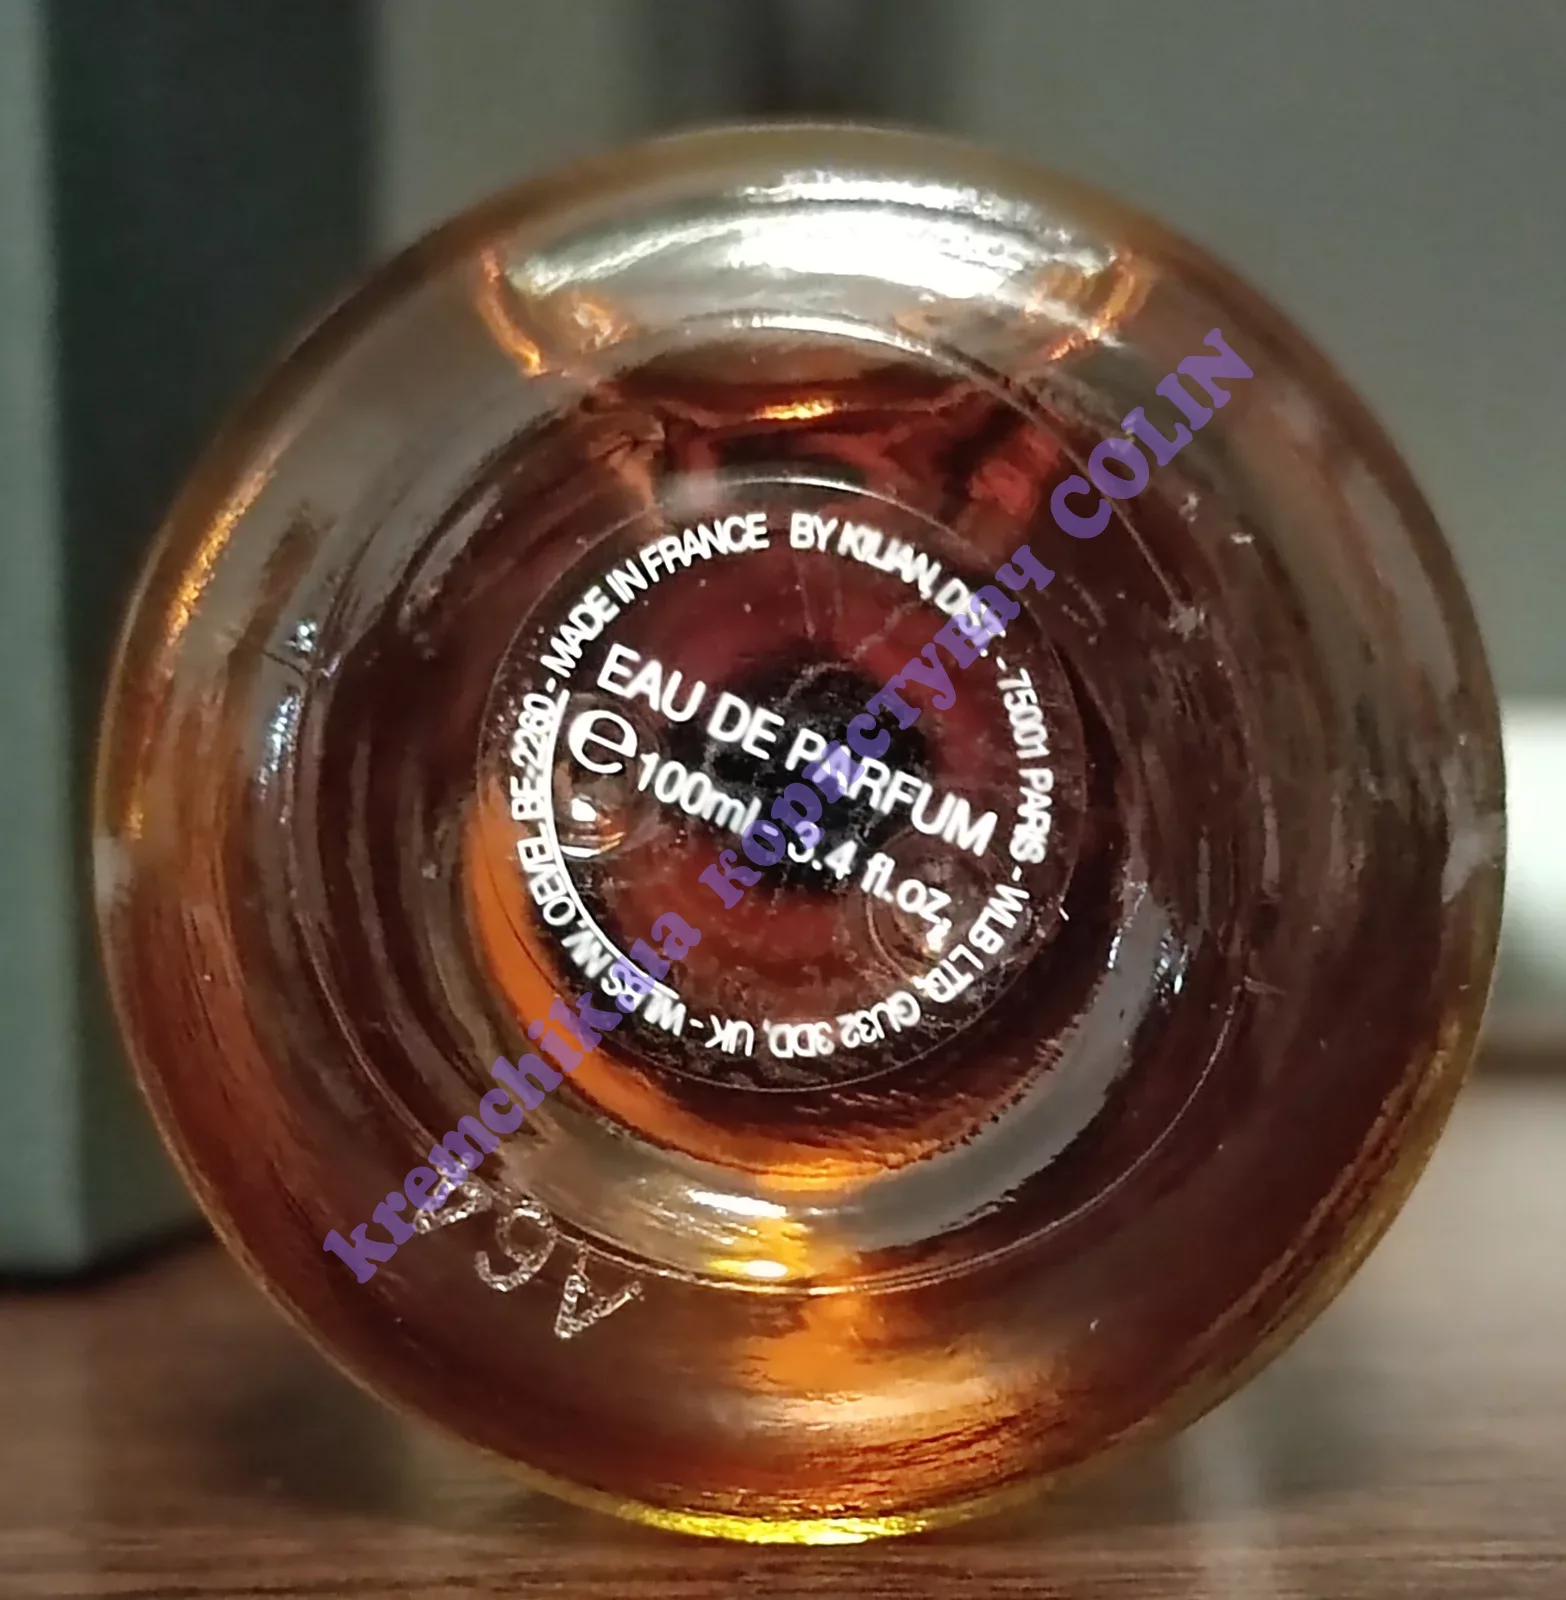 BY KILIAN, DIST. - 75001 PARIS - WLB LTD, GU32 3DD, UK - WLBS NV, OEVEL BE-2260 - MADE IN FRANCE
EAU DE PARFUM
e 100ml 3.4 fl.oz.
A62
kremchik.ua користувач COLIN